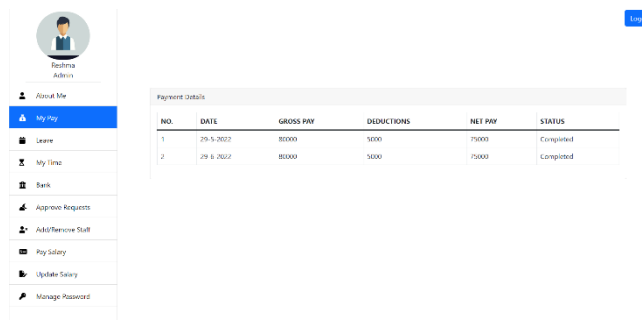 Log
Reshma
Admin
About Me
My Pay
Leave
My Time
Bank
Approve Requests
Add/Remove Staff
Pay Salary
Update Salary
Manage Password
Payment Details
NO. DATE GROSS PAY DEDUCTIONS NET PAY STATUS
1 29-5-2022 80000 5000 75000 Completed
2 29-6-2022 80000 5000 75000 Completed